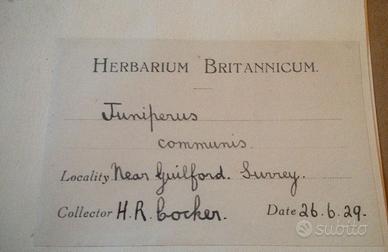 HERBARIUM BRITANNICUM.
Juniperus
communis.
Locality Near Guilford. Surrey.
Collector H.R. Cocker. Date 26.6.29.
subito